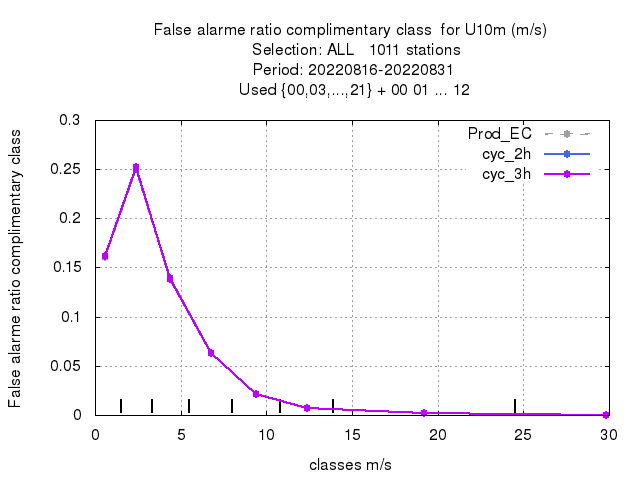 False alarme ratio complimentary class  for U10m (m/s)
Selection: ALL   1011 stations
Period: 20220816-20220831
Used {00,03,...,21} + 00 01 ... 12
False alarme ratio complimentary class
0.3
0.25
0.2
0.15
0.1
0.05
0
Prod_EC
cyc_2h
cyc_3h
0 5 10 15 20 25 30
classes m/s